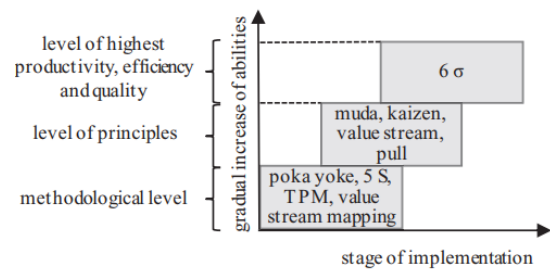 level of highest
productivity, efficiency
and quality
level of principles
methodological level
gradual increase of abilities
6 σ
muda, kaizen,
value stream,
pull
poka yoke, 5 S,
TPM, value
stream mapping
stage of implementation